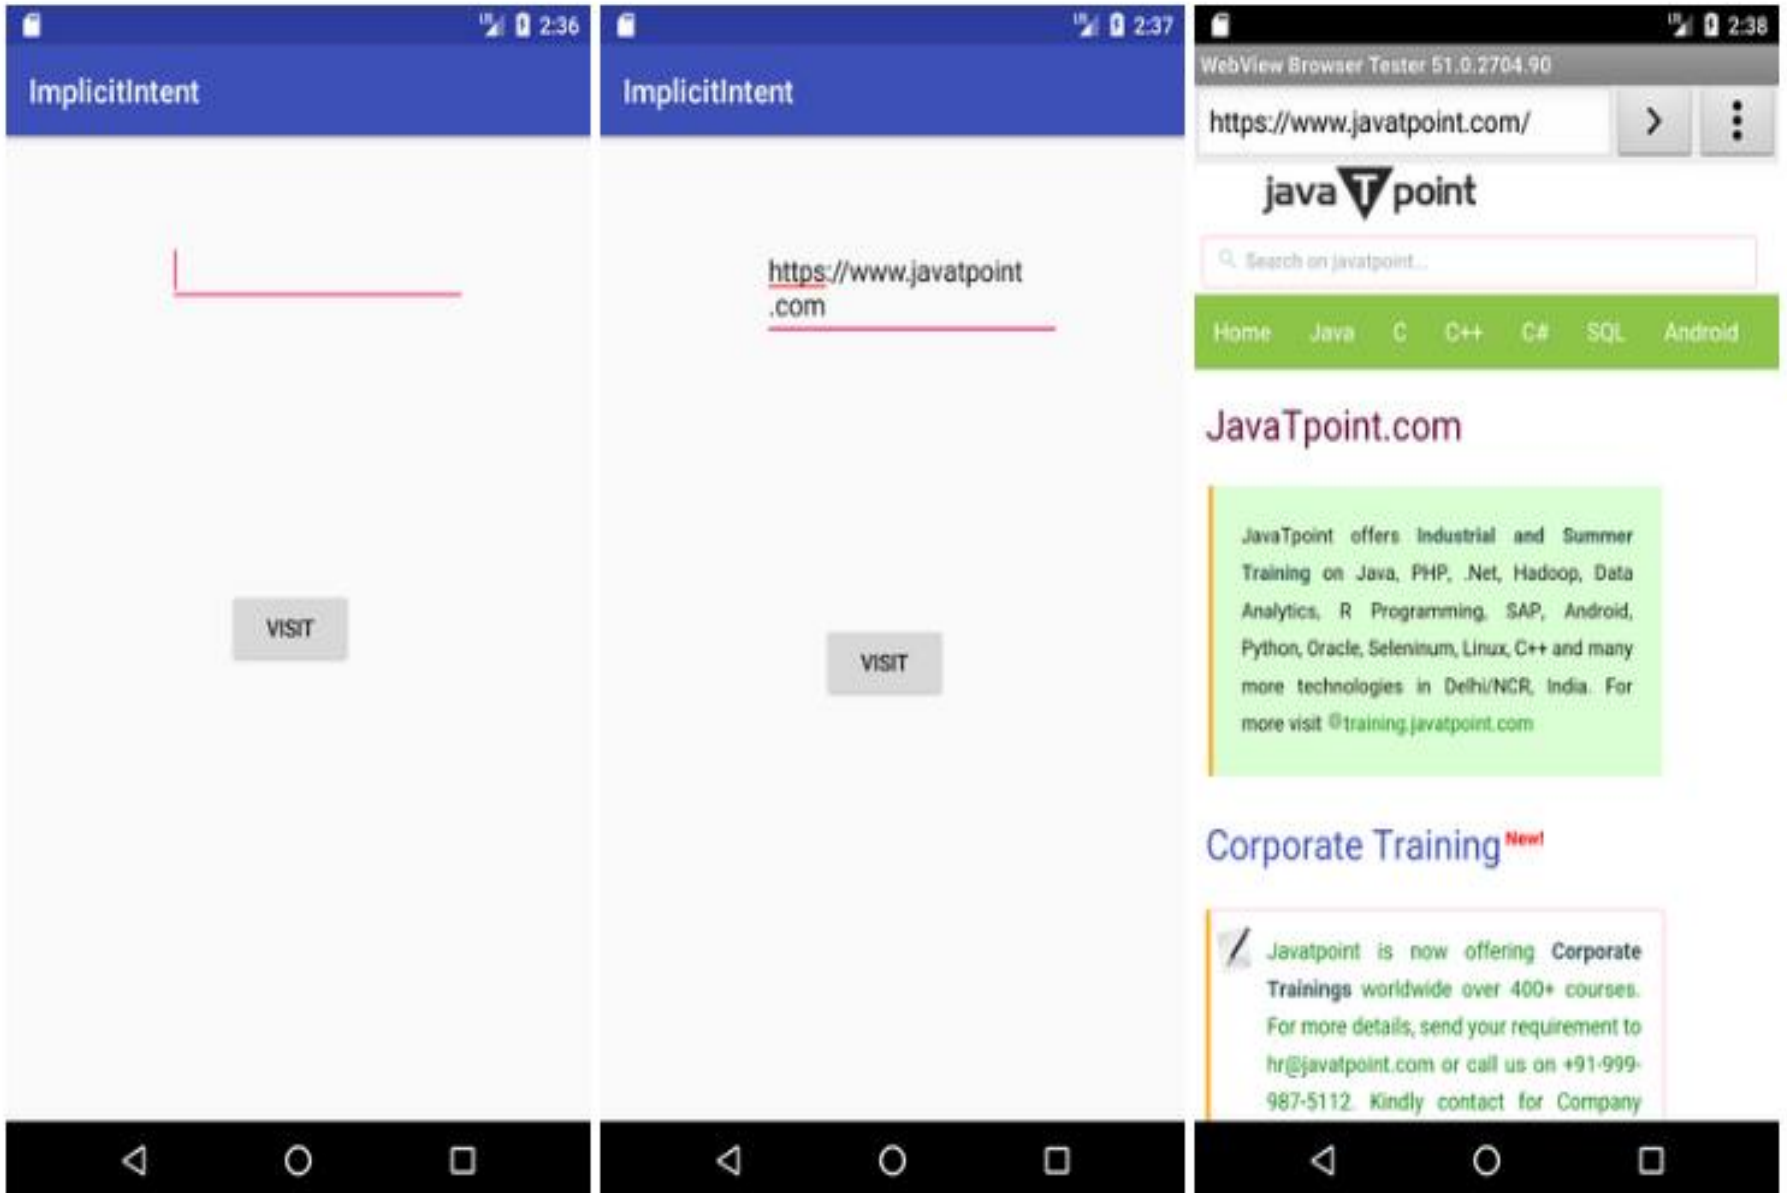 2:36
ImplicitIntent
VISIT
2:37
ImplicitIntent
https://www.javatpoint
.com
VISIT
2:38
WebView Browser Tester 51.0.2704.90
https://www.javatpoint.com/
java T point
Search on javatpoint...
Home Java C C++ C# SQL Android
JavaTpoint.com
JavaTpoint offers Industrial and Summer
Training on Java, PHP, .Net, Hadoop, Data
Analytics, R Programming, SAP, Android,
Python, Oracle, Seleninum, Linux, C++ and many
more technologies in Delhi/NCR, India. For
more visit training.javatpoint.com
Corporate Training New!
Javatpoint is now offering Corporate
Trainings worldwide over 400+ courses.
For more details, send your requirement to
hr@javatpoint.com or call us on +91-999-
987-5112. Kindly contact for Company